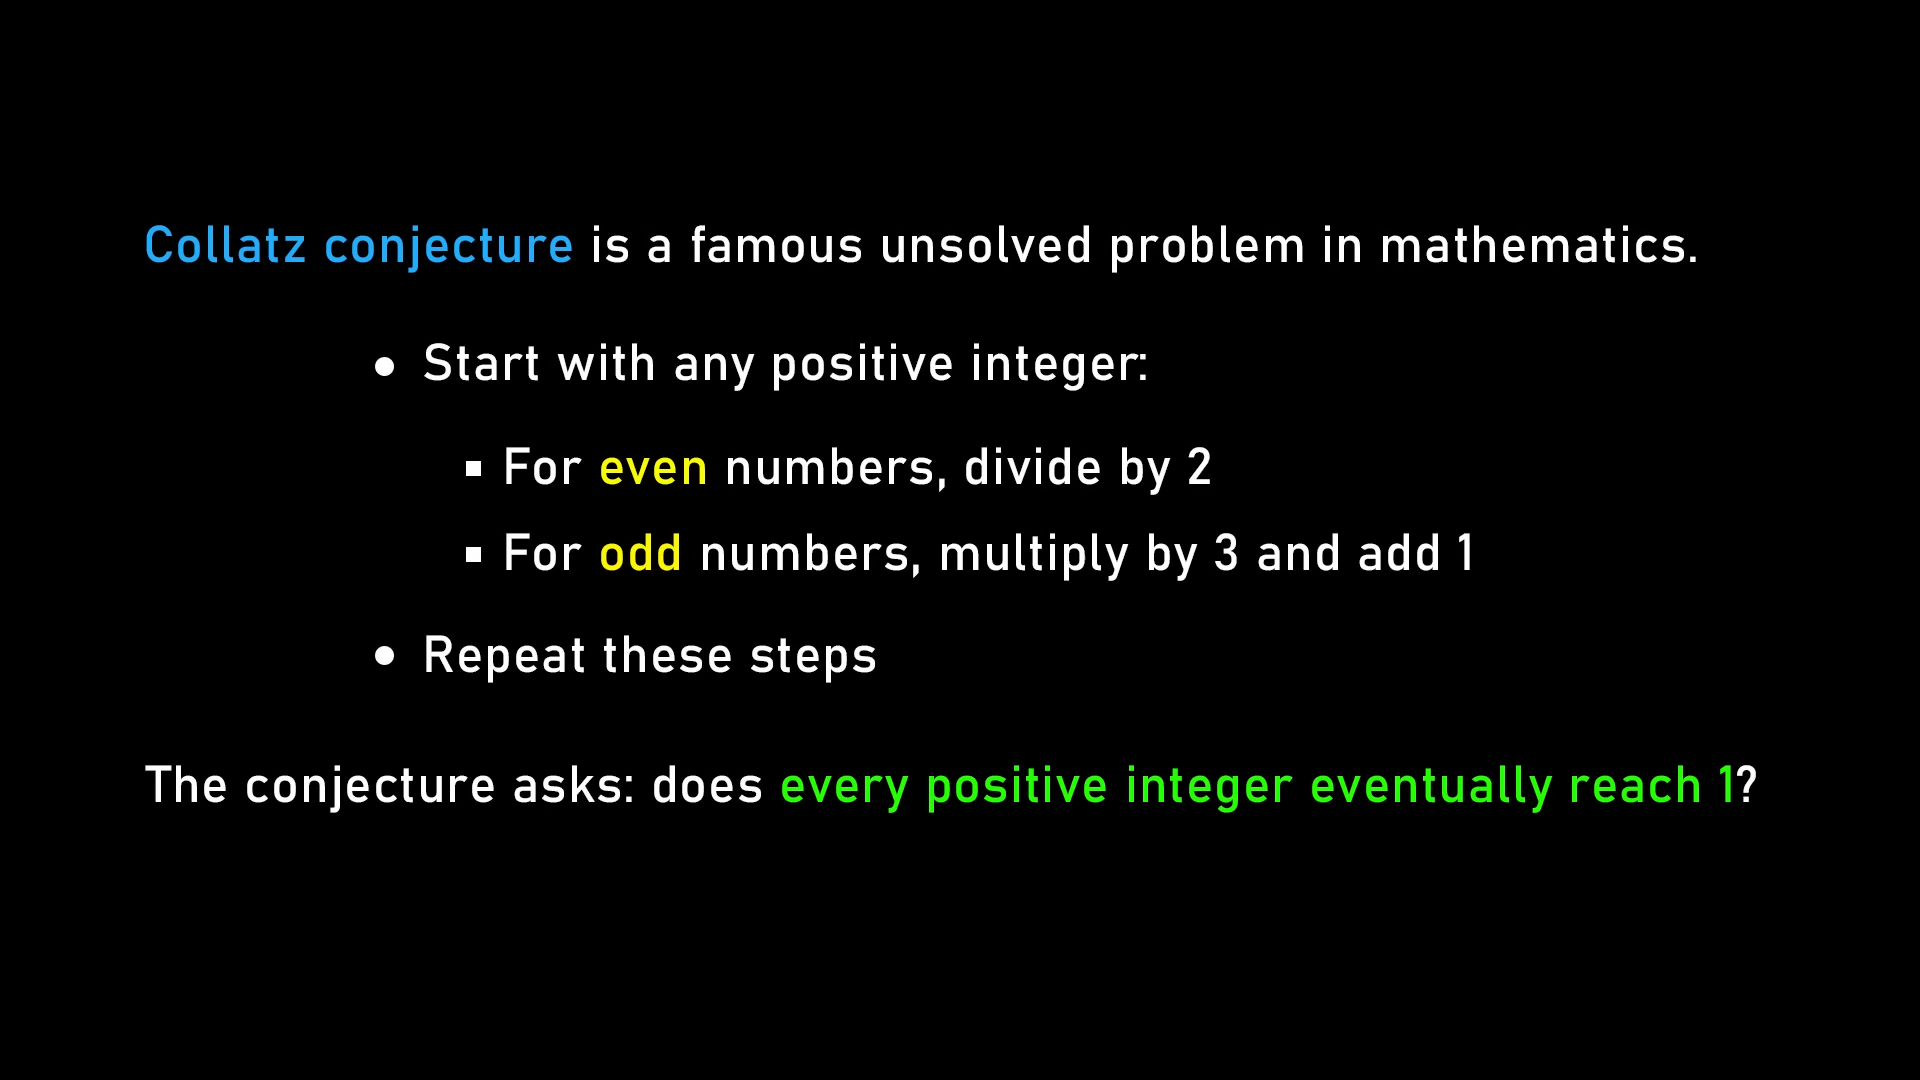 Collatz conjecture is a famous unsolved problem in mathematics.
• Start with any positive integer:
▪ For even numbers, divide by 2
▪ For odd numbers, multiply by 3 and add 1
• Repeat these steps
The conjecture asks: does every positive integer eventually reach 1?